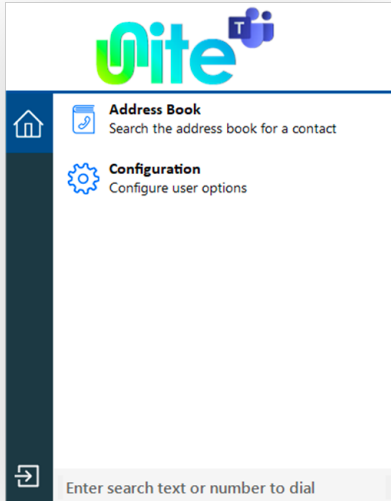 Unite
T
Address Book
Search the address book for a contact
Configuration
Configure user options
Enter search text or number to dial